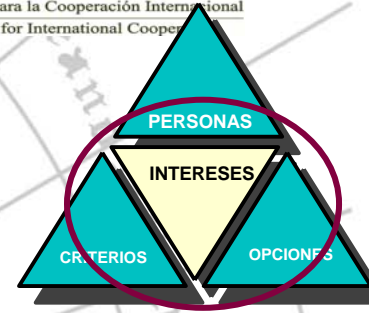 ara la Cooperación Internacional
for International Cooper
PERSONAS
INTERESES
CRITERIOS
OPCIONES